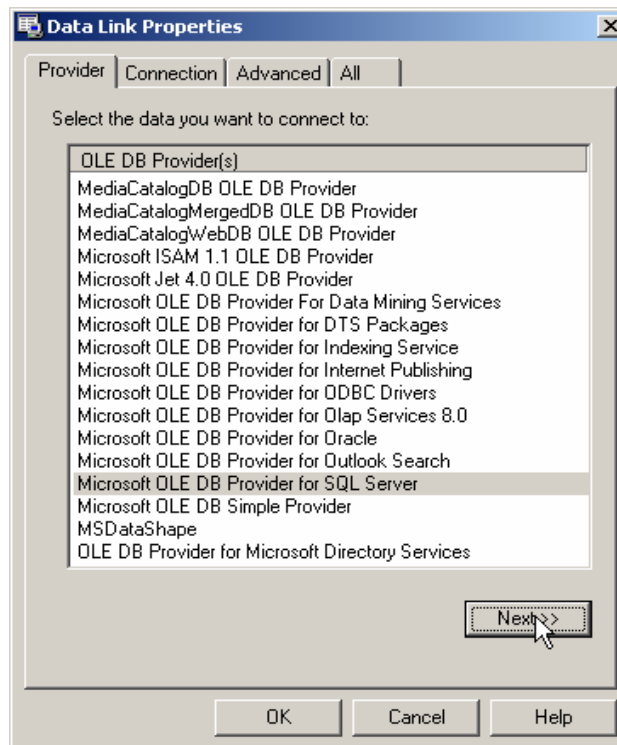 Data Link Properties
Provider Connection Advanced All
Select the data you want to connect to:
OLE DB Provider(s)
MediaCatalogDB OLE DB Provider
MediaCatalogMergedDB OLE DB Provider
MediaCatalogWebDB OLE DB Provider
Microsoft ISAM 1.1 OLE DB Provider
Microsoft Jet 4.0 OLE DB Provider
Microsoft OLE DB Provider For Data Mining Services
Microsoft OLE DB Provider for DTS Packages
Microsoft OLE DB Provider for Indexing Service
Microsoft OLE DB Provider for Internet Publishing
Microsoft OLE DB Provider for ODBC Drivers
Microsoft OLE DB Provider for Olap Services 8.0
Microsoft OLE DB Provider for Oracle
Microsoft OLE DB Provider for Outlook Search
Microsoft OLE DB Provider for SQL Server
Microsoft OLE DB Simple Provider
MSDataShape
OLE DB Provider for Microsoft Directory Services
Next >>
OK Cancel Help